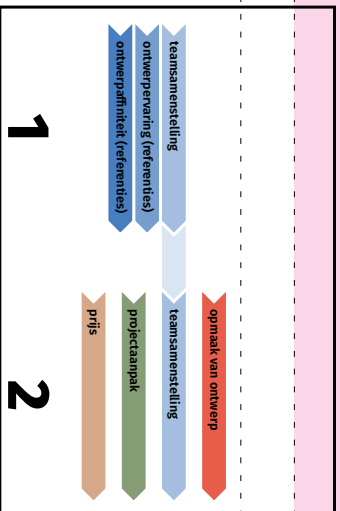 1
teamsamenstelling
ontwerpervaring (referenties)
ontwerpaffiniteit (referenties)
2
opmaak van ontwerp
teamsamenstelling
projectaanpak
prijs